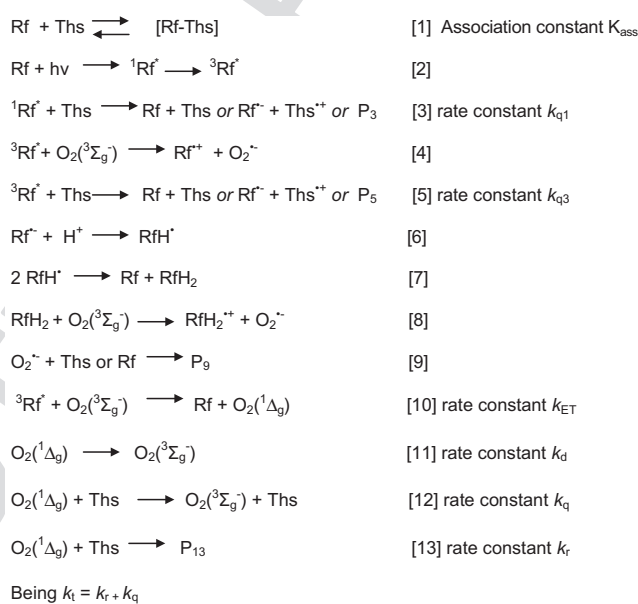 Rf + Ths ⇄ [Rf-Ths] [1] Association constant Kₐₛₛ
Rf + hv ⟶ ¹Rf* ⟶ ³Rf* [2]
¹Rf* + Ths ⟶ Rf + Ths or Rf•- + Ths•+ or P₃ [3] rate constant kq1
³Rf* + O₂(³Σg⁻) ⟶ Rf•+ + O₂•- [4]
³Rf* + Ths ⟶ Rf + Ths or Rf•- + Ths•+ or P₅ [5] rate constant kq3
Rf•- + H⁺ ⟶ RfH• [6]
2 RfH• ⟶ Rf + RfH₂ [7]
RfH₂ + O₂(³Σg⁻) ⟶ RfH₂•+ + O₂•- [8]
O₂•- + Ths or Rf ⟶ P₉ [9]
³Rf* + O₂(³Σg⁻) ⟶ Rf + O₂(¹Δg) [10] rate constant kET
O₂(¹Δg) ⟶ O₂(³Σg⁻) [11] rate constant kd
O₂(¹Δg) + Ths ⟶ O₂(³Σg⁻) + Ths [12] rate constant kq
O₂(¹Δg) + Ths ⟶ P₁₃ [13] rate constant kr
Being kt = kr + kq